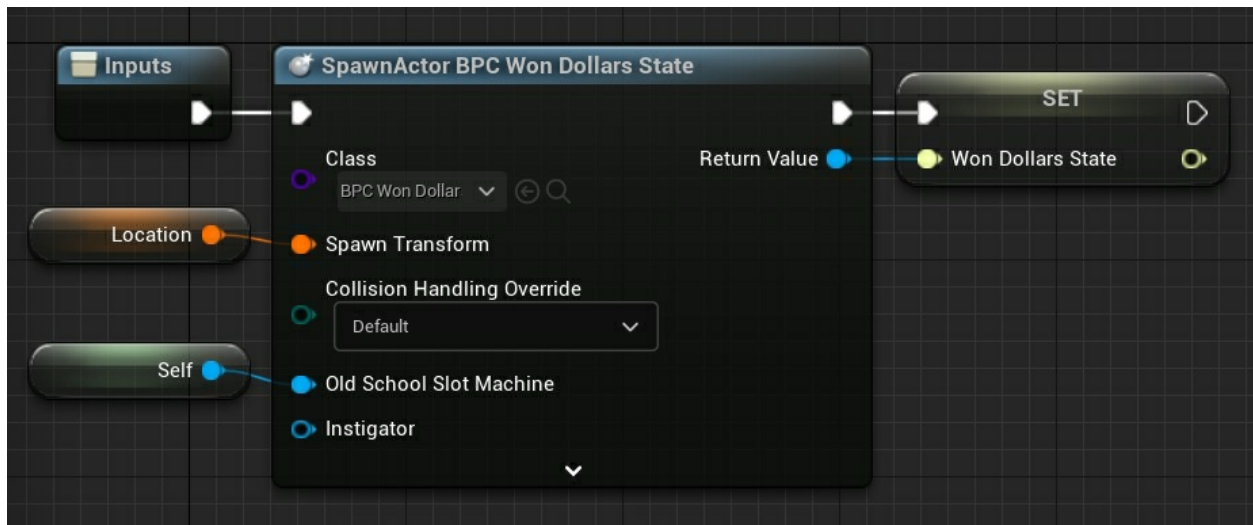 Inputs
SpawnActor BPC Won Dollars State
SET
Class
Return Value
Won Dollars State
BPC Won Dollar
Location
Spawn Transform
Collision Handling Override
Default
Self
Old School Slot Machine
Instigator